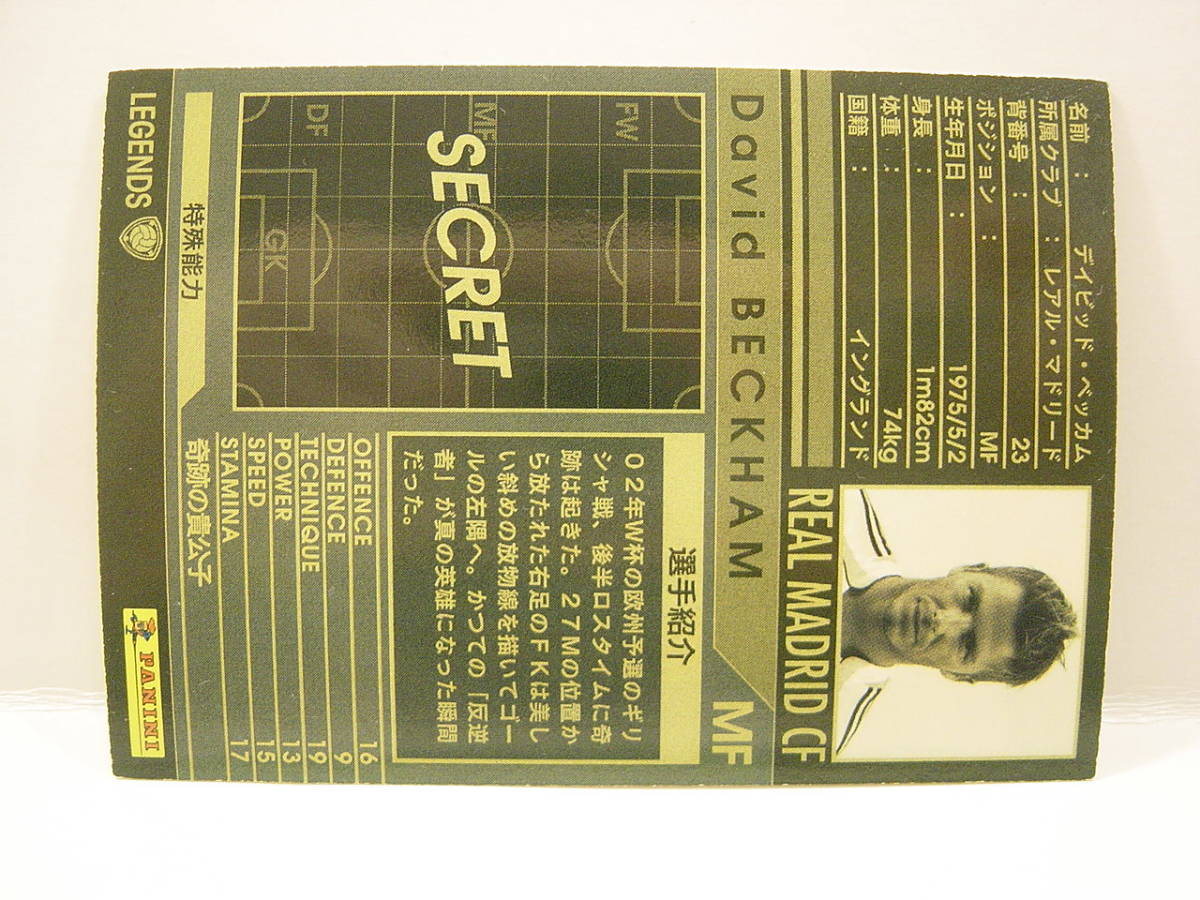 名前 : デイビッド・ベッカム
所属クラブ : レアル・マドリード
背番号 : 23
ポジション : MF
生年月日 : 1975/5/2
身長 : 1m82cm
体重 : 74kg
国籍 : イングランド
REAL MADRID CF
David BECKHAM
MF
FW
MF
DF
GK
SECRET
選手紹介
02年W杯の欧州予選のギリ
シャ戦、後半ロスタイムに奇
跡は起きた。27Mの位置か
ら放たれた右足のFKは美し
い斜めの放物線を描いてゴー
ルの左隅へ。かつての「反逆
者」が真の英雄になった瞬間
だった。
OFFENCE 16
DEFENCE 9
TECHNIQUE 19
POWER 13
SPEED 15
STAMINA 17
特殊能力
奇跡の貴公子
LEGENDS
PANINI